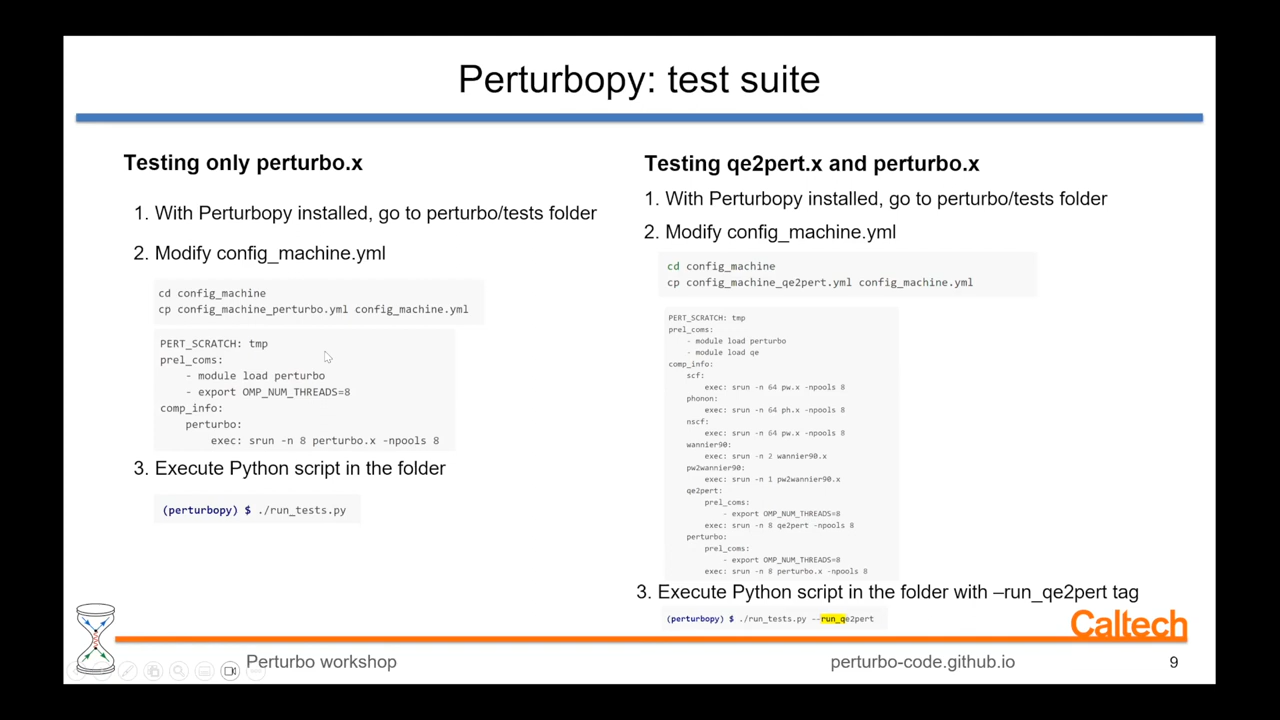 Perturbopy: test suite
Testing only perturbo.x
1. With Perturbopy installed, go to perturbo/tests folder
2. Modify config_machine.yml
cd config_machine
cp config_machine_perturbo.yml config_machine.yml
PERT_SCRATCH: tmp
prel_coms:
    - module load perturbo
    - export OMP_NUM_THREADS=8
comp_info:
    perturbo:
        exec: srun -n 8 perturbo.x -npools 8
3. Execute Python script in the folder
(perturbopy) $ ./run_tests.py
Testing qe2pert.x and perturbo.x
1. With Perturbopy installed, go to perturbo/tests folder
2. Modify config_machine.yml
cd config_machine
cp config_machine_qe2pert.yml config_machine.yml
PERT_SCRATCH: tmp
prel_coms:
    - module load perturbo
    - module load qe
comp_info:
    scf:
        exec: srun -n 64 pw.x -npools 8
    phonon:
        exec: srun -n 64 ph.x -npools 8
    nscf:
        exec: srun -n 64 pw.x -npools 8
    wannier90:
        exec: srun -n 2 wannier90.x
    pw2wannier90:
        exec: srun -n 1 pw2wannier90.x
    qe2pert:
        prel_coms:
            - export OMP_NUM_THREADS=8
        exec: srun -n 8 qe2pert -npools 8
    perturbo:
        prel_coms:
            - export OMP_NUM_THREADS=8
        exec: srun -n 8 perturbo.x -npools 8
3. Execute Python script in the folder with –run_qe2pert tag
(perturbopy) $ ./run_tests.py --run_qe2pert
Caltech
Perturbo workshop
perturbo-code.github.io
9